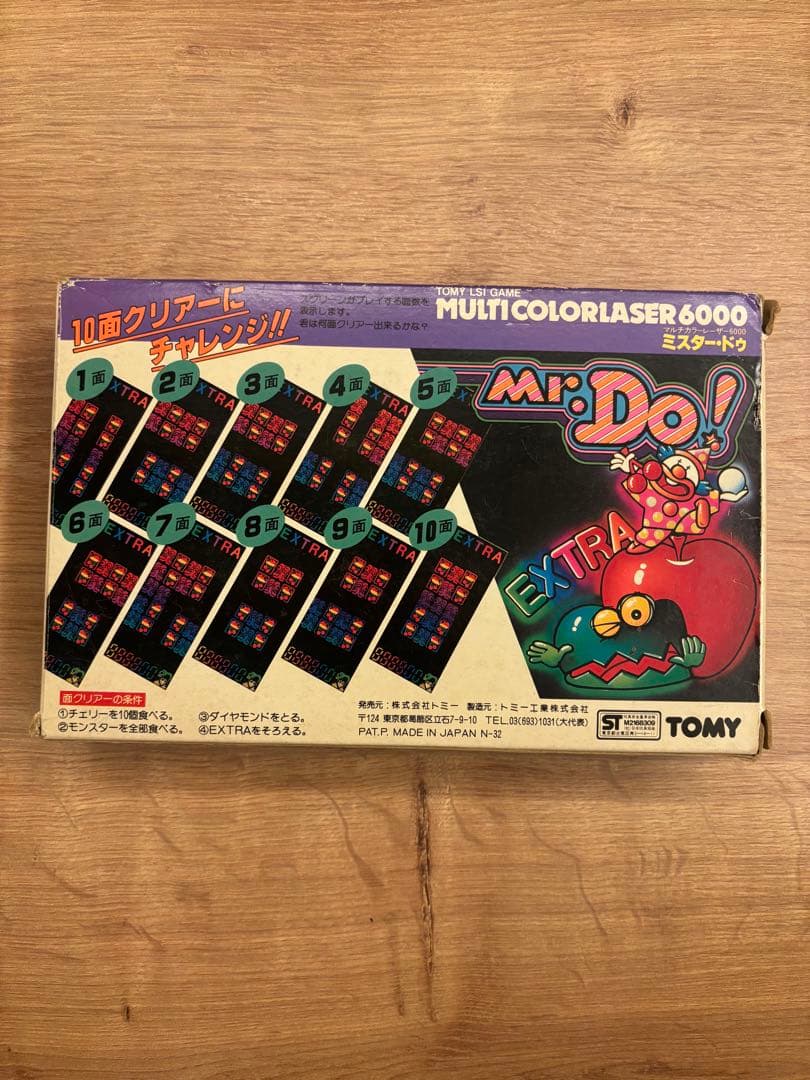 10面クリアーに
チャレンジ!!
スクリーンがプレイする面数を
表示します。
君は何面クリアー出来るかな?
TOMY LSI GAME
MULTICOLORLASER6000
マルチカラーレーザー6000
ミスター・ドゥ
Mr.Do!
1面
2面
3面
4面
5面
EXTRA
EXTRA
EXTRA
EXTRA
6面
7面
8面
9面
10面
EXTRA
EXTRA
EXTRA
面クリアーの条件
①チェリーを10個食べる。
②モンスターを全部食べる。
③ダイヤモンドをとる。
④EXTRAをそろえる。
発売元:株式会社トミー 製造元:トミー工業株式会社
〒124 東京都葛飾区立石7-9-10 TEL.03(693)1031(大代表)
PAT.P. MADE IN JAPAN N-32
ST
M2168309
TOMY